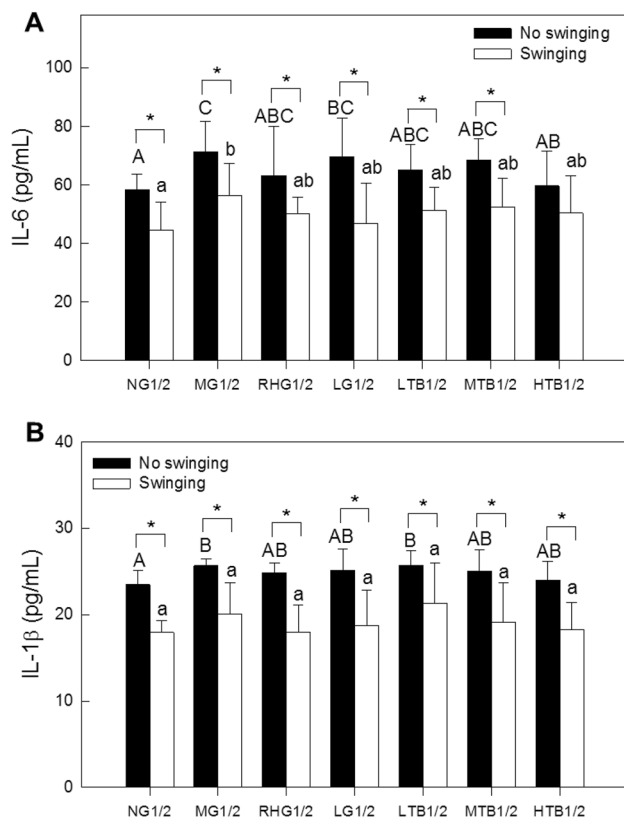 A
No swinging
Swinging
100
80
60
40
20
0
IL-6 (pg/mL)
* * * * * *
A a C b ABC ab BC ab ABC ab ABC ab AB ab
NG1/2 MG1/2 RHG1/2 LG1/2 LTB1/2 MTB1/2 HTB1/2
B
No swinging
Swinging
40
30
20
10
0
IL-1β (pg/mL)
* * * * * * *
A a B a AB a AB a B a AB a AB a
NG1/2 MG1/2 RHG1/2 LG1/2 LTB1/2 MTB1/2 HTB1/2